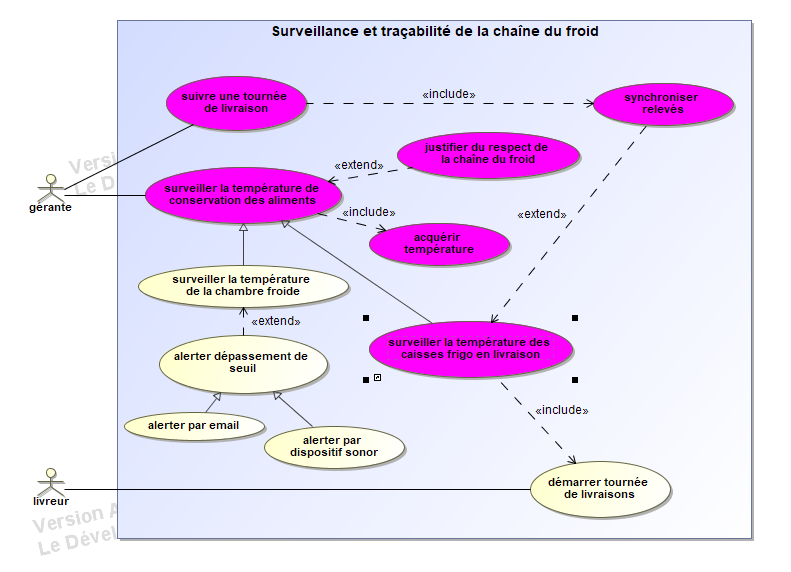 Surveillance et traçabilité de la chaîne du froid
suivre une tournée
de livraison
«include»
synchroniser
relevés
justifier du respect de
la chaîne du froid
«extend»
gérante
surveiller la température de
conservation des aliments
«include»
«extend»
acquérir
température
surveiller la température
de la chambre froide
«extend»
surveiller la température des
caisses frigo en livraison
alerter dépassement de
seuil
«include»
alerter par email
alerter par
dispositif sonor
démarrer tournée
de livraisons
livreur
Version A
Le Dével